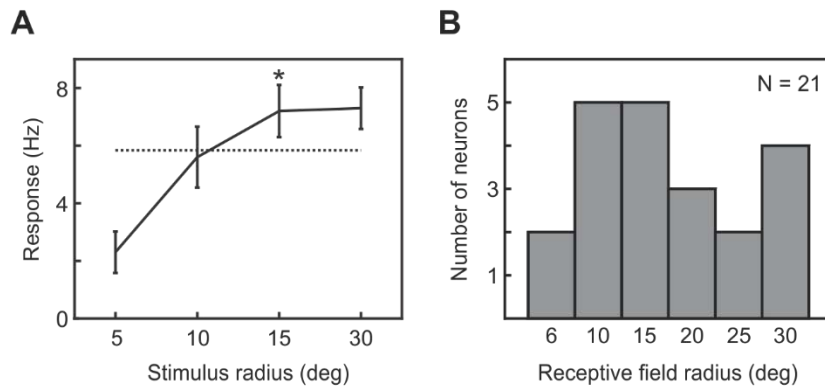 A
8
*
4
0
Response (Hz)
5 10 15 30
Stimulus radius (deg)
B
N = 21
5
3
1
Number of neurons
6 10 15 20 25 30
Receptive field radius (deg)